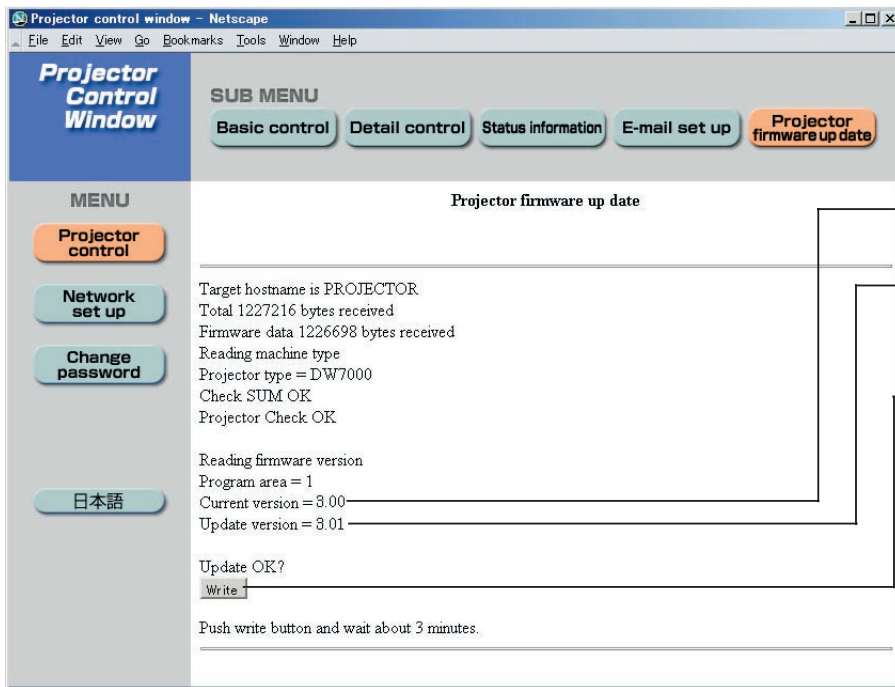 Projector control window - Netscape
File Edit View Go Bookmarks Tools Window Help
Projector
Control
Window
SUB MENU
Basic control
Detail control
Status information
E-mail set up
Projector
firmware up date
MENU
Projector
control
Network
set up
Change
password
日本語
Projector firmware up date
Target hostname is PROJECTOR
Total 1227216 bytes received
Firmware data 1226698 bytes received
Reading machine type
Projector type = DW7000
Check SUM OK
Projector Check OK
Reading firmware version
Program area = 1
Current version = 3.00
Update version = 3.01
Update OK?
Write
Push write button and wait about 3 minutes.